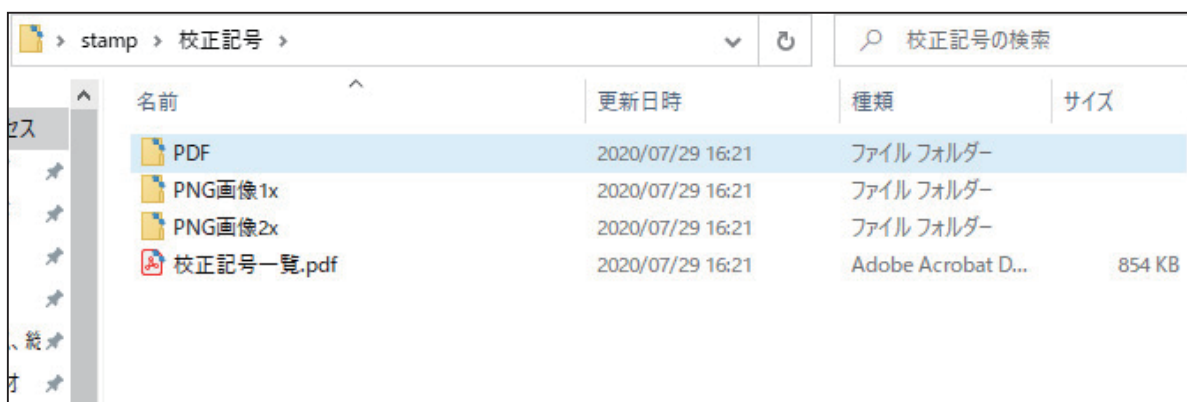 stamp > 校正記号 >
校正記号の検索
名前 更新日時 種類 サイズ
セス
PDF 2020/07/29 16:21 ファイル フォルダー
PNG画像1x 2020/07/29 16:21 ファイル フォルダー
PNG画像2x 2020/07/29 16:21 ファイル フォルダー
校正記号一覧.pdf 2020/07/29 16:21 Adobe Acrobat D... 854 KB
、総
オ